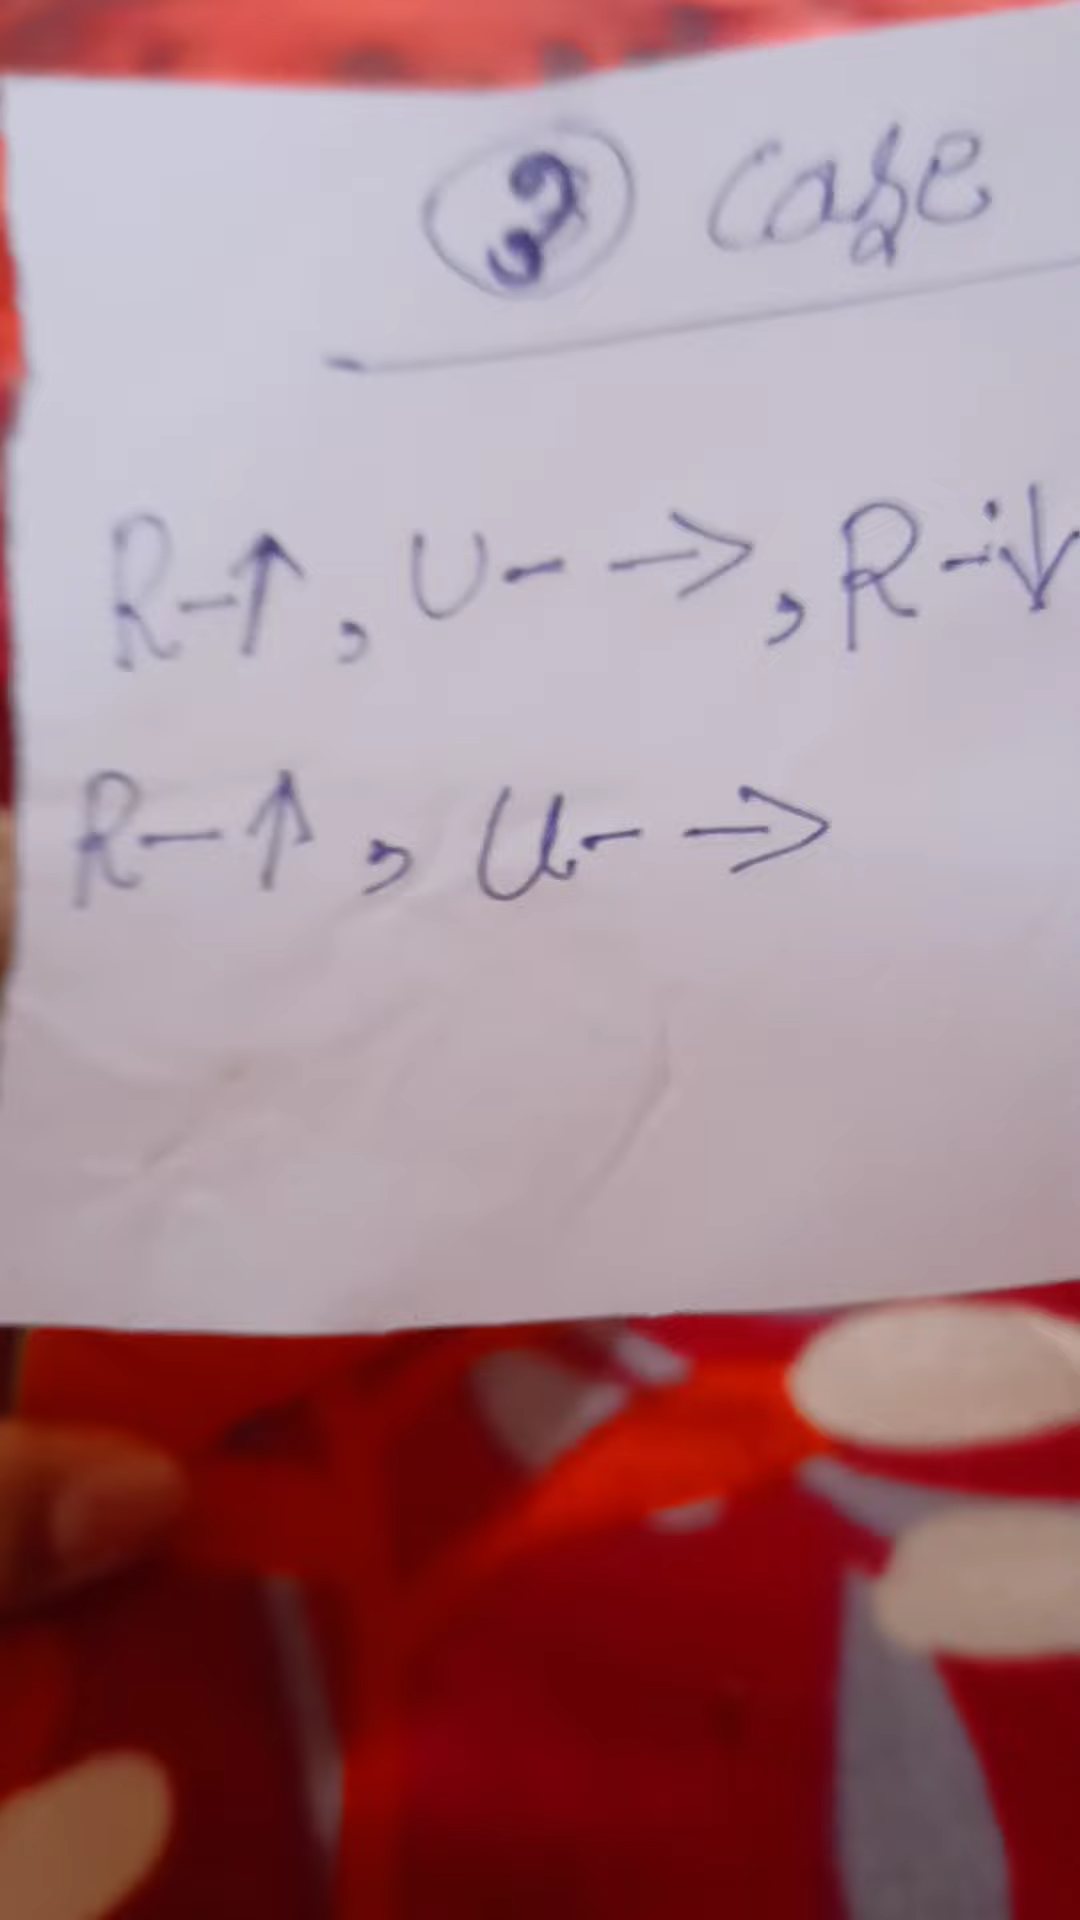 3 case
R-↑, U- →, R-↓
R-↑, U- →